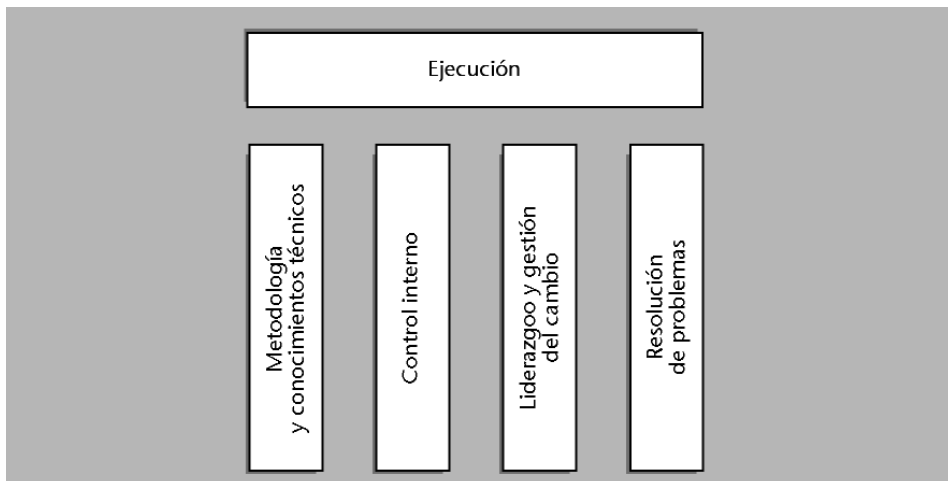 Ejecución
Metodología
y conocimientos técnicos
Control interno
Liderazgoo y gestión
del cambio
Resolución
de problemas